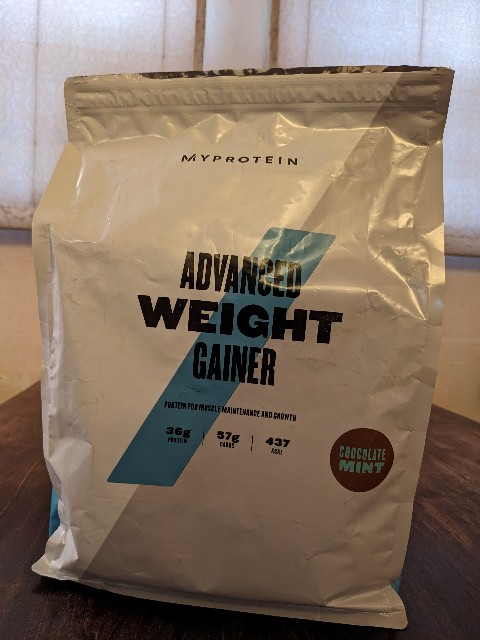 MYPROTEIN
ADVANCED
WEIGHT
GAINER
PROTEIN FOR MUSCLE MAINTENANCE AND GROWTH
36g 57g 437
PROTEIN CARBS KCAL
CHOCOLATE
MINT